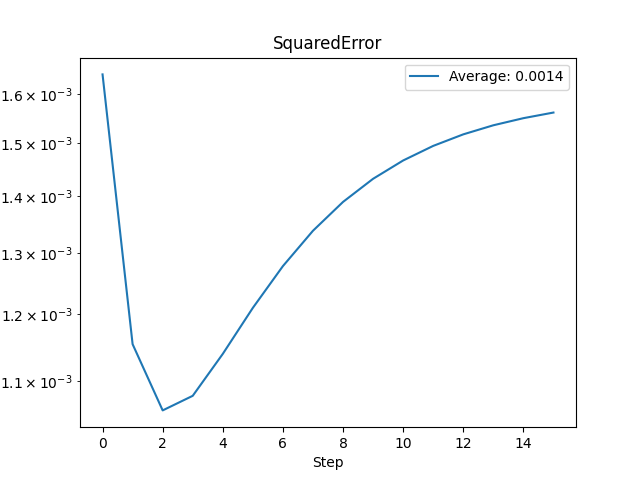 SquaredError
Average: 0.0014
1.6 × 10⁻³
1.5 × 10⁻³
1.4 × 10⁻³
1.3 × 10⁻³
1.2 × 10⁻³
1.1 × 10⁻³
0 2 4 6 8 10 12 14
Step